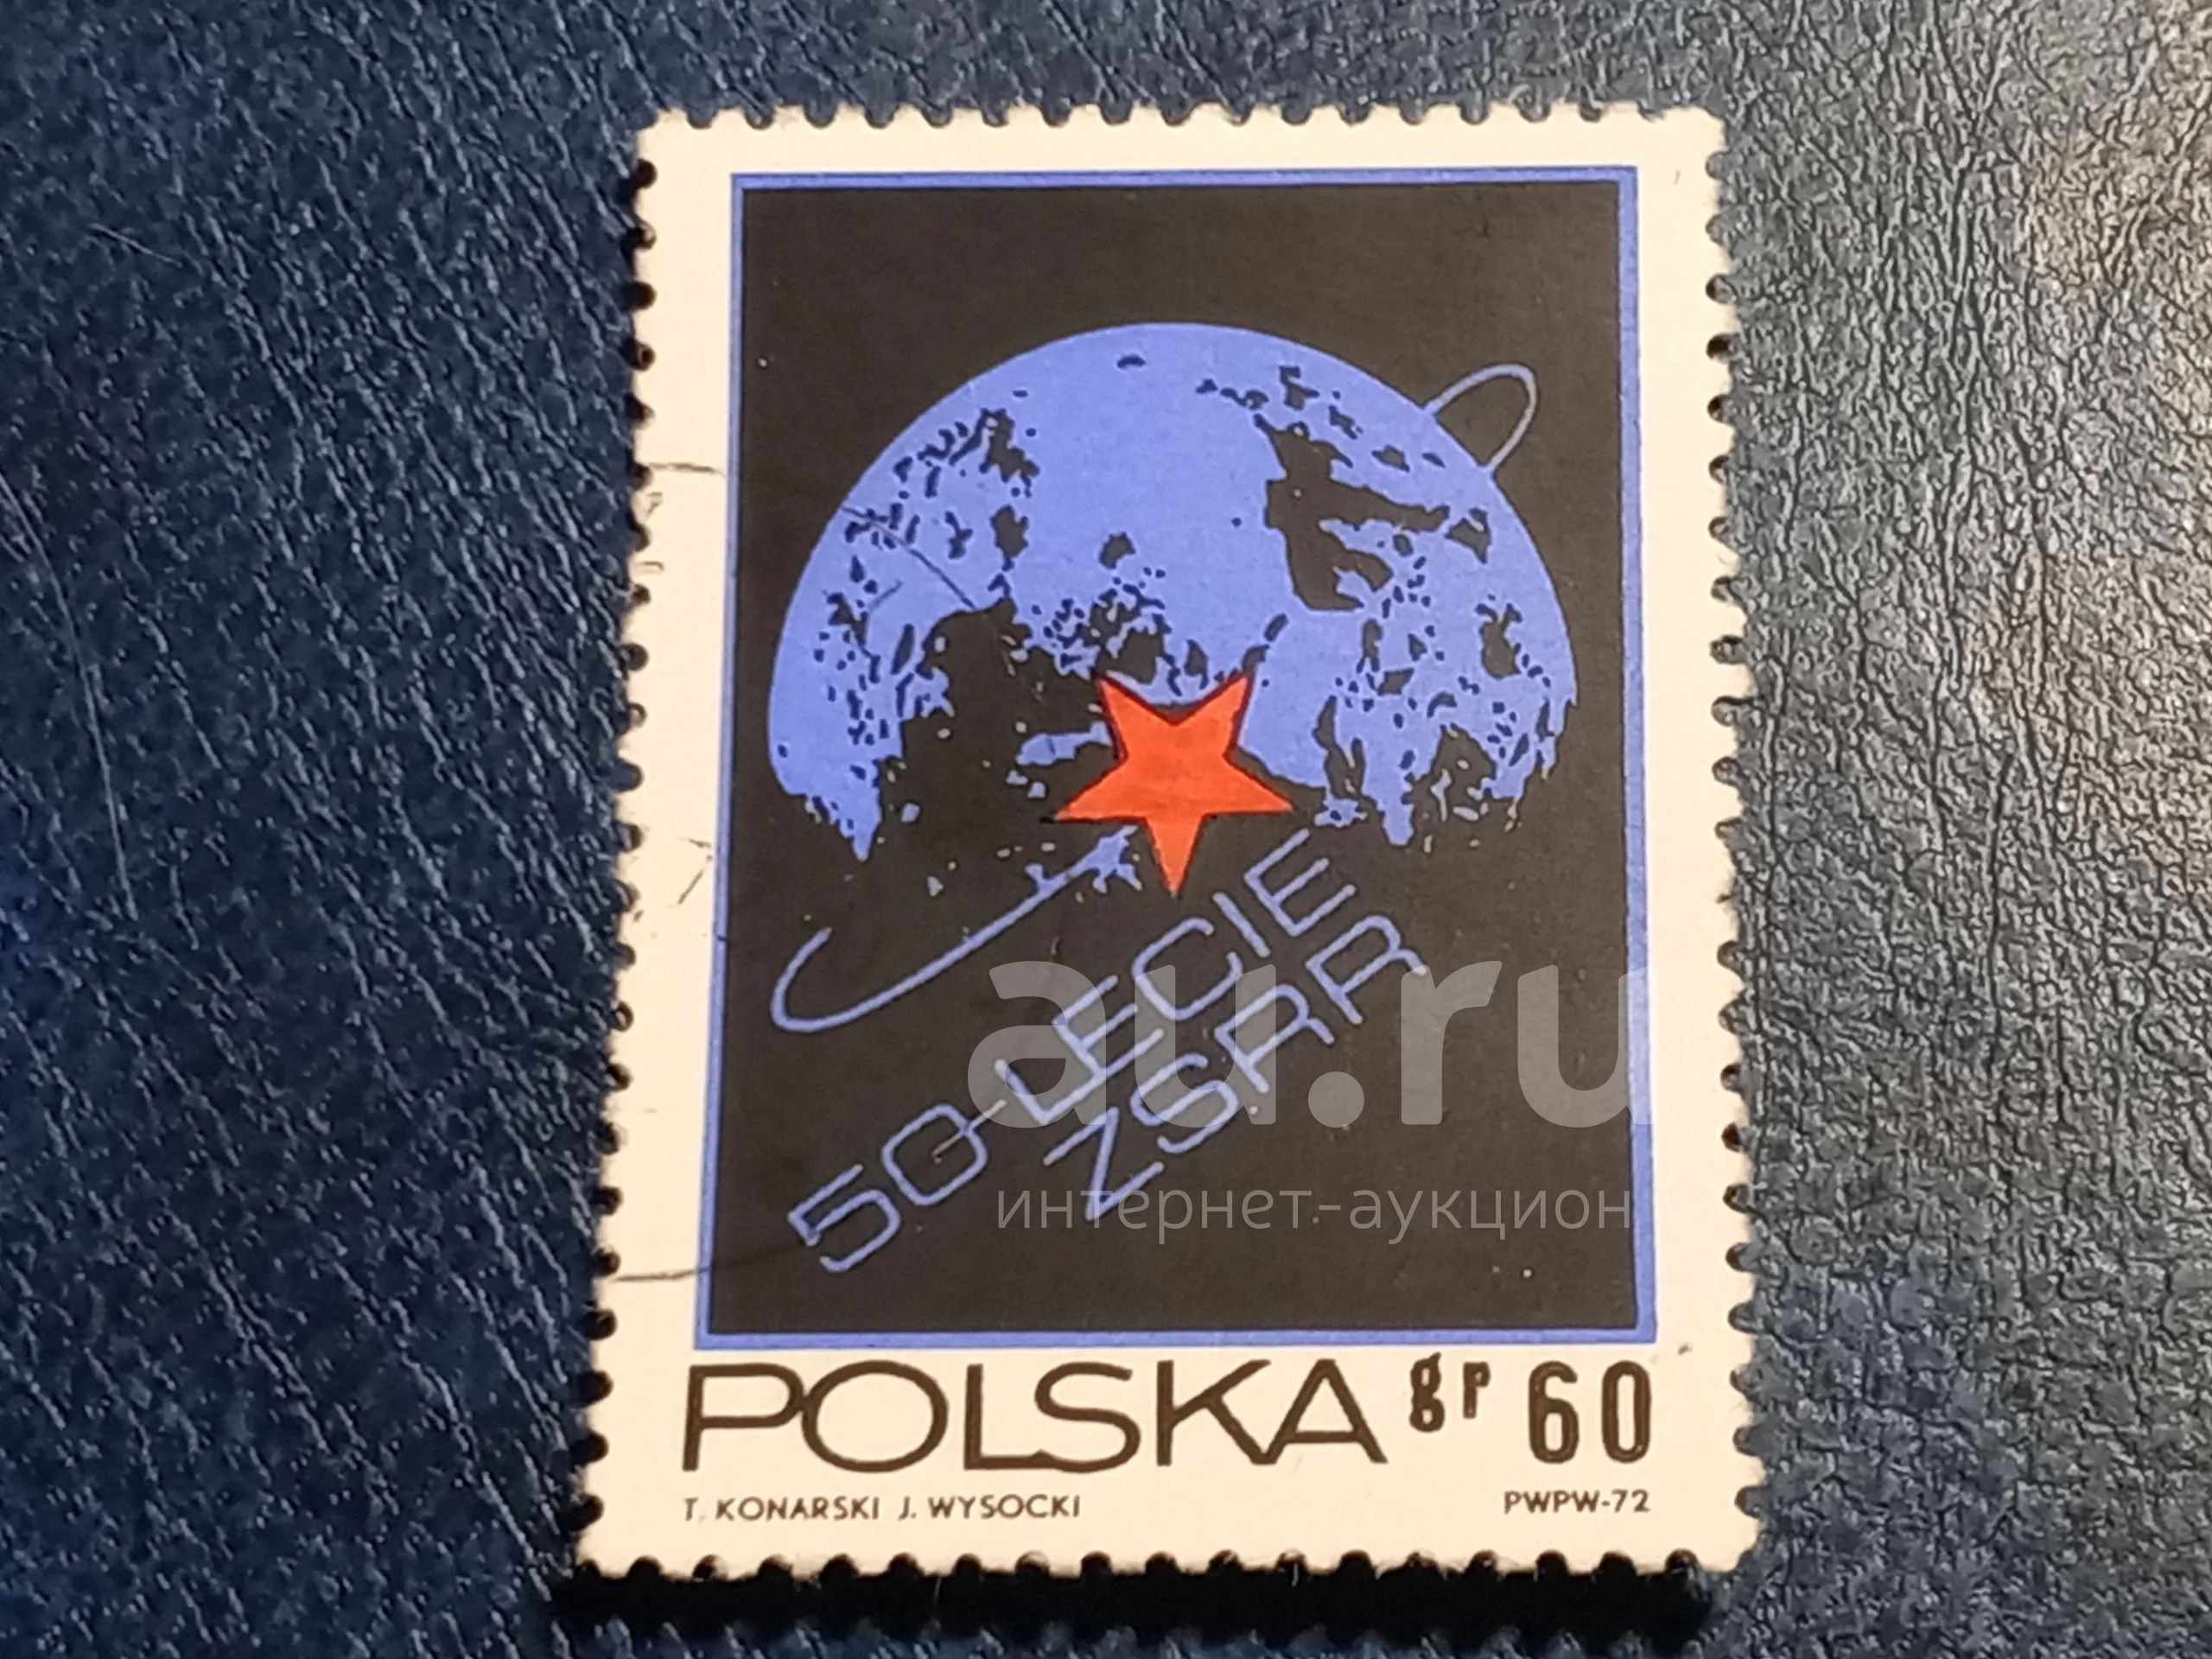 50-LECIE
ZSRR
au.ru
интернет-аукцион
POLSKA gr 60
T. KONARSKI J. WYSOCKI PWPW-72